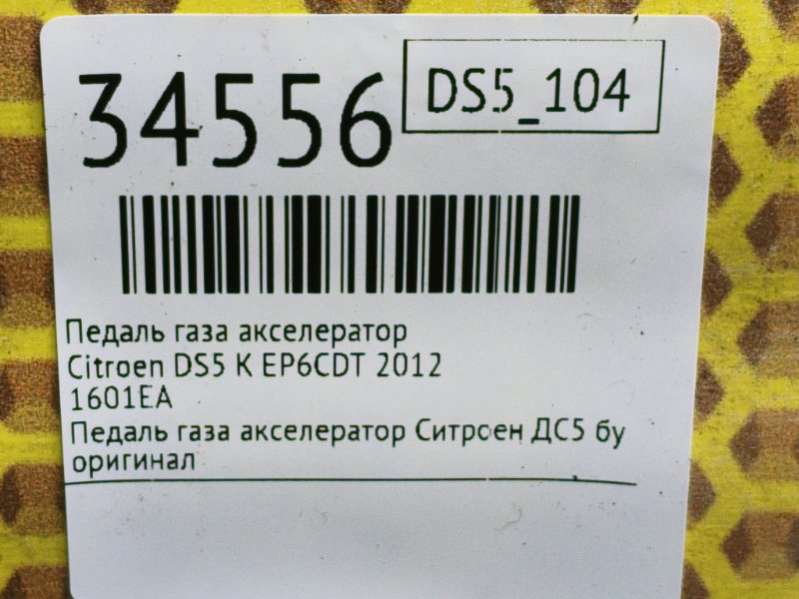 34556
DS5_104
Педаль газа акселератор
Citroen DS5 K EP6CDT 2012
1601EA
Педаль газа акселератор Ситроен ДС5 бу
оригинал